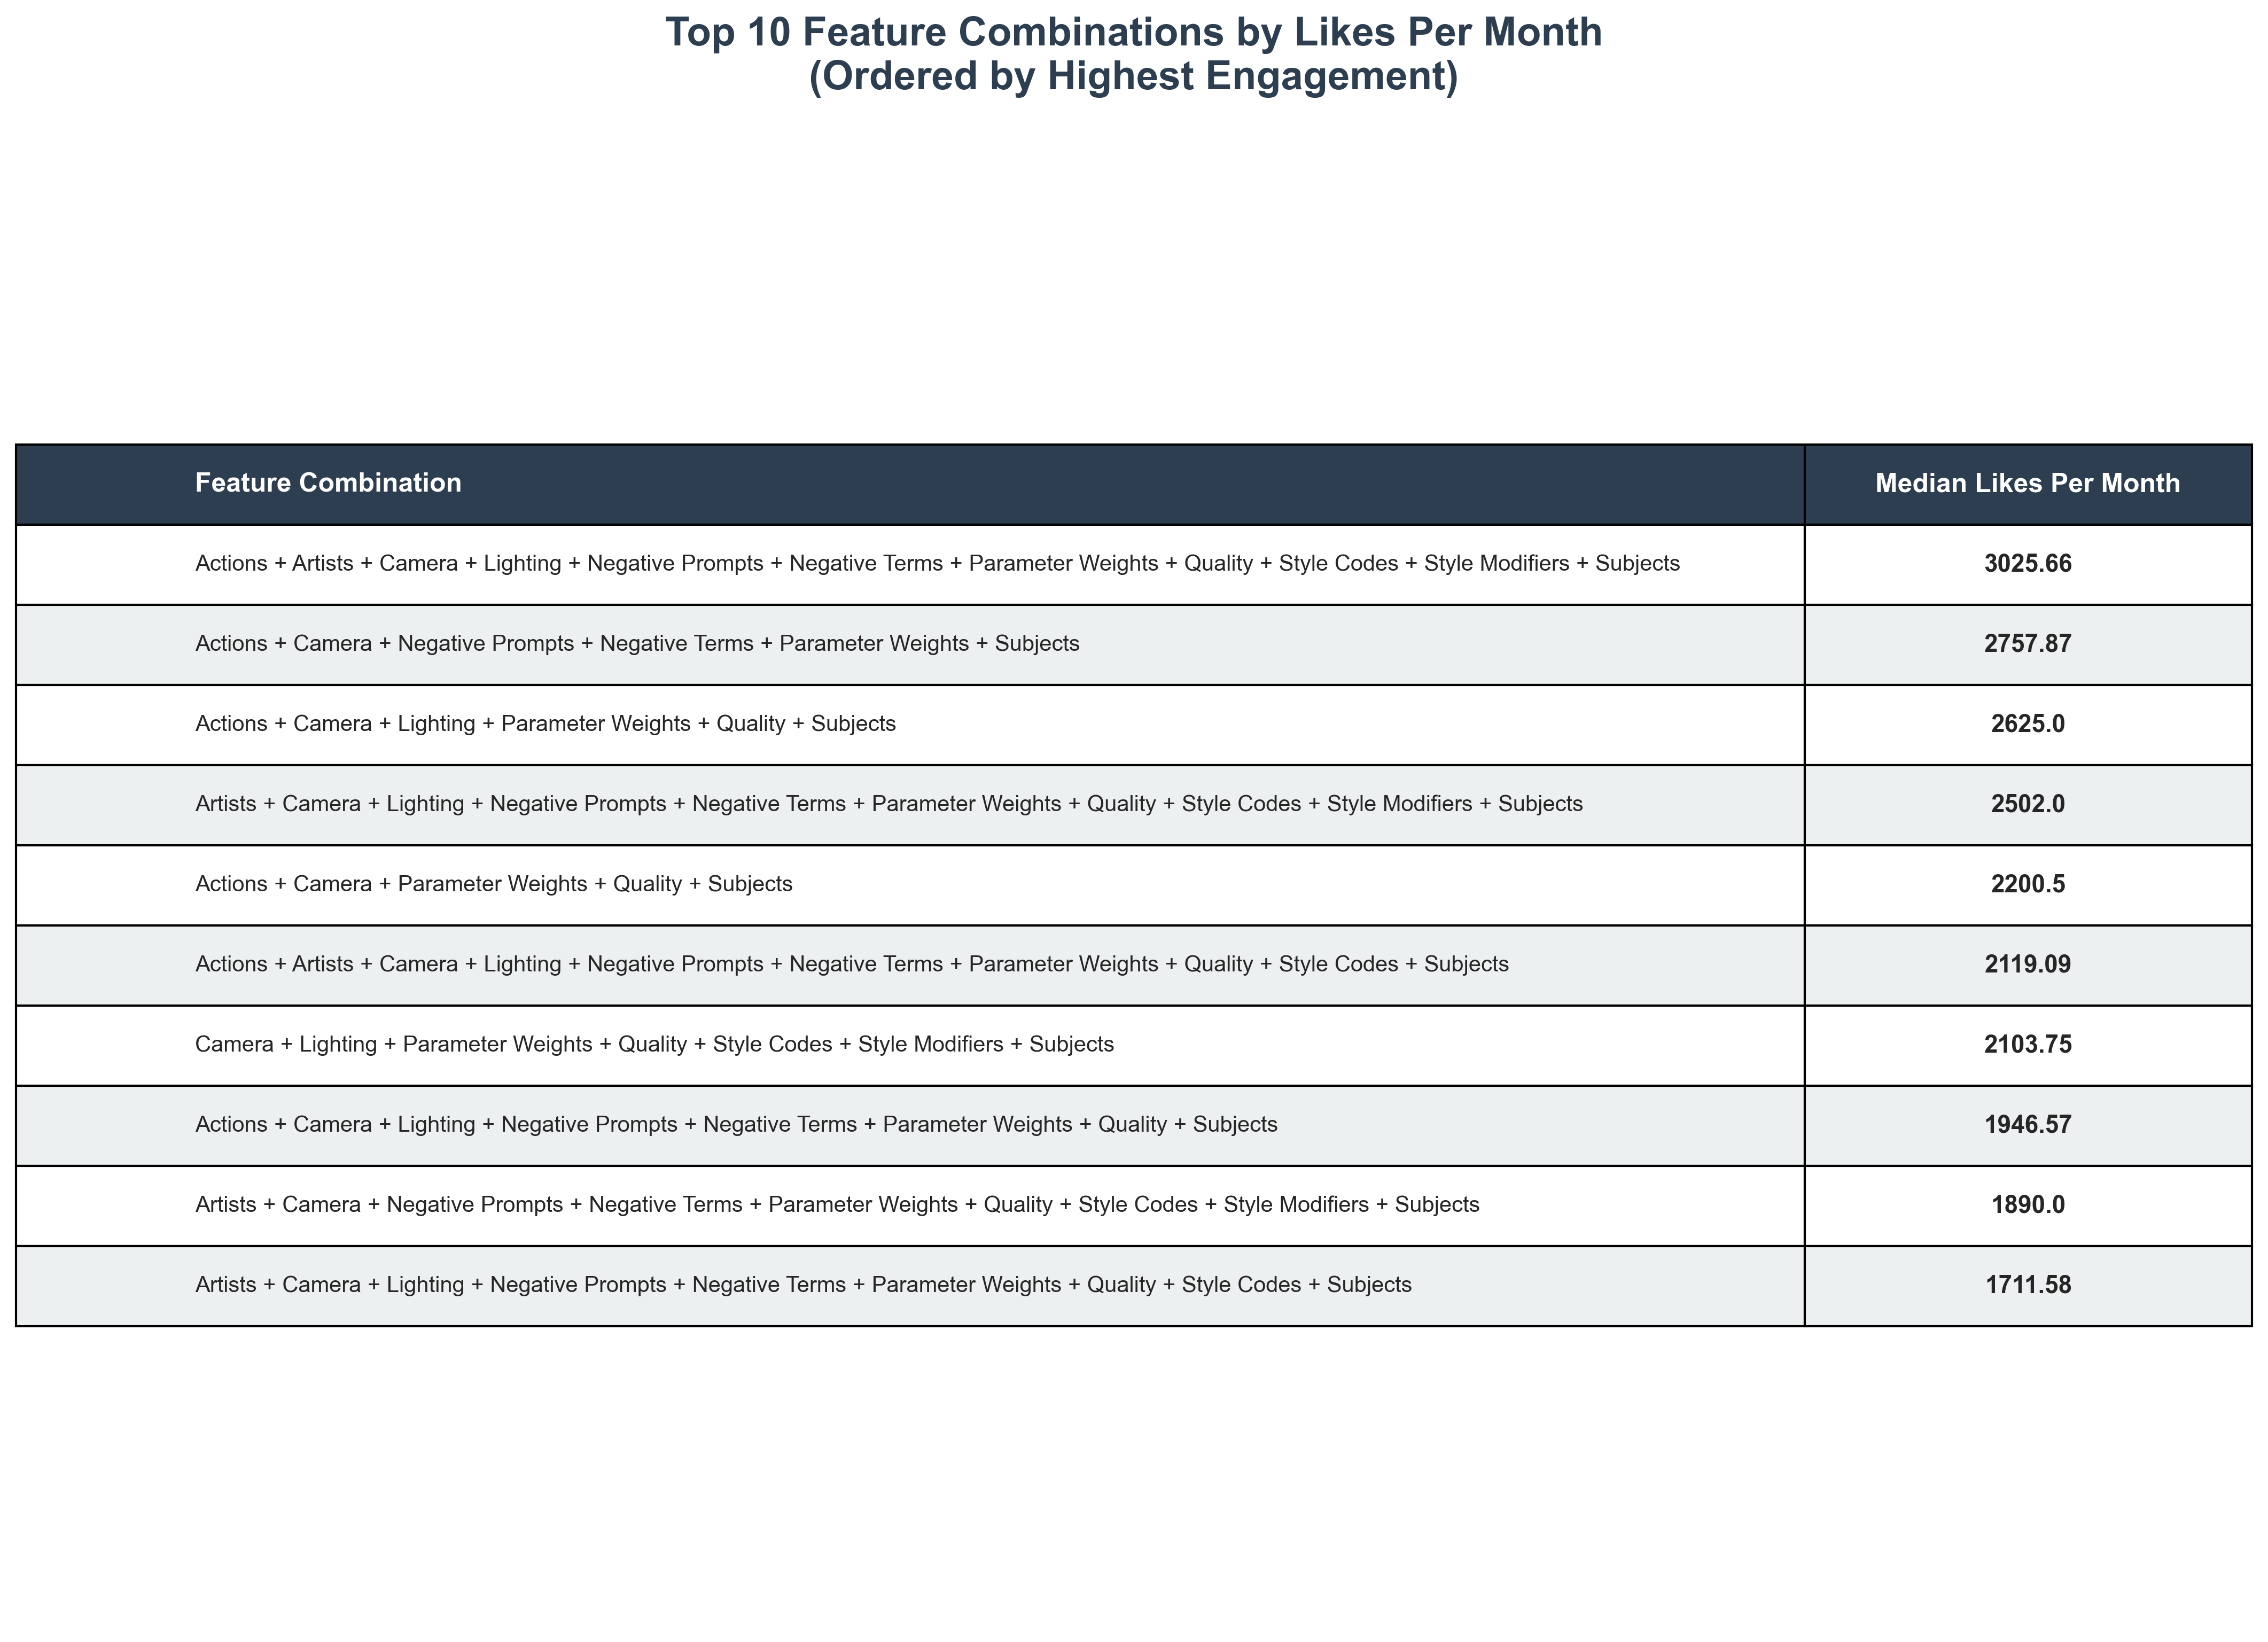 Top 10 Feature Combinations by Likes Per Month
(Ordered by Highest Engagement)
Feature Combination Median Likes Per Month
Actions + Artists + Camera + Lighting + Negative Prompts + Negative Terms + Parameter Weights + Quality + Style Codes + Style Modifiers + Subjects 3025.66
Actions + Camera + Negative Prompts + Negative Terms + Parameter Weights + Subjects 2757.87
Actions + Camera + Lighting + Parameter Weights + Quality + Subjects 2625.0
Artists + Camera + Lighting + Negative Prompts + Negative Terms + Parameter Weights + Quality + Style Codes + Style Modifiers + Subjects 2502.0
Actions + Camera + Parameter Weights + Quality + Subjects 2200.5
Actions + Artists + Camera + Lighting + Negative Prompts + Negative Terms + Parameter Weights + Quality + Style Codes + Subjects 2119.09
Camera + Lighting + Parameter Weights + Quality + Style Codes + Style Modifiers + Subjects 2103.75
Actions + Camera + Lighting + Negative Prompts + Negative Terms + Parameter Weights + Quality + Subjects 1946.57
Artists + Camera + Negative Prompts + Negative Terms + Parameter Weights + Quality + Style Codes + Style Modifiers + Subjects 1890.0
Artists + Camera + Lighting + Negative Prompts + Negative Terms + Parameter Weights + Quality + Style Codes + Subjects 1711.58